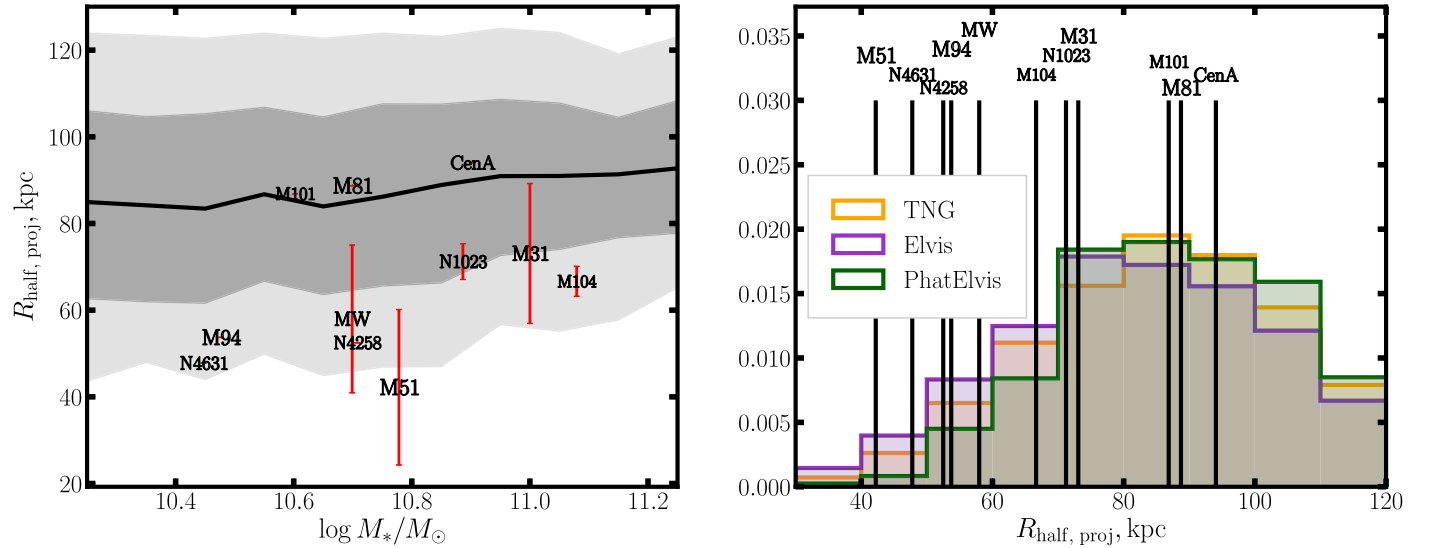 120
100
80
60
40
20
R_half, proj, kpc
CenA
M81
M101
M31
N1023
M104
MW
N4258
M94
N4631
M51
10.4 10.6 10.8 11.0 11.2
log M_*/M_⊙
0.035
0.030
0.025
0.020
0.015
0.010
0.005
0.000
MW
M31
M94
M51
N1023
M101
N4631
M104
CenA
N4258
M81
TNG
Elvis
PhatElvis
40 60 80 100 120
R_half, proj, kpc